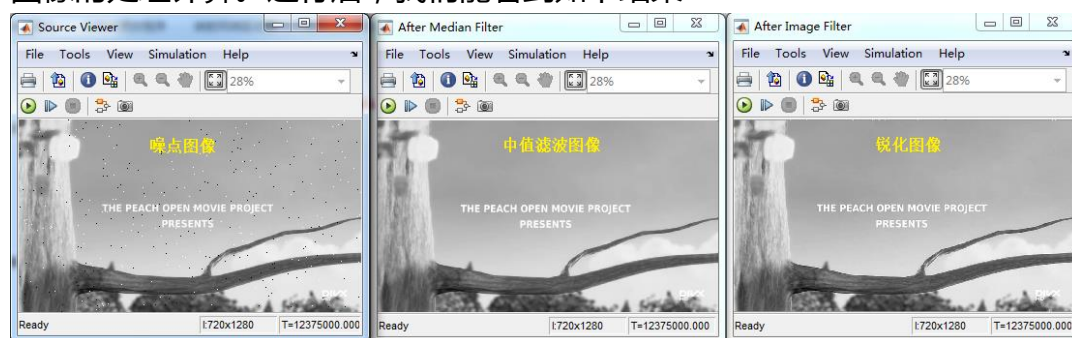 图像的处理计算。运行后，我们能看到如下结果
Source Viewer
File Tools View Simulation Help
28%
噪点图像
THE PEACH OPEN MOVIE PROJECT
PRESENTS
Ready I:720x1280 T=12375000.000
After Median Filter
File Tools View Simulation Help
28%
中值滤波图像
THE PEACH OPEN MOVIE PROJECT
PRESENTS
Ready I:720x1280 T=12375000.000
After Image Filter
File Tools View Simulation Help
28%
锐化图像
THE PEACH OPEN MOVIE PROJECT
PRESENTS
Ready I:720x1280 T=12375000.000